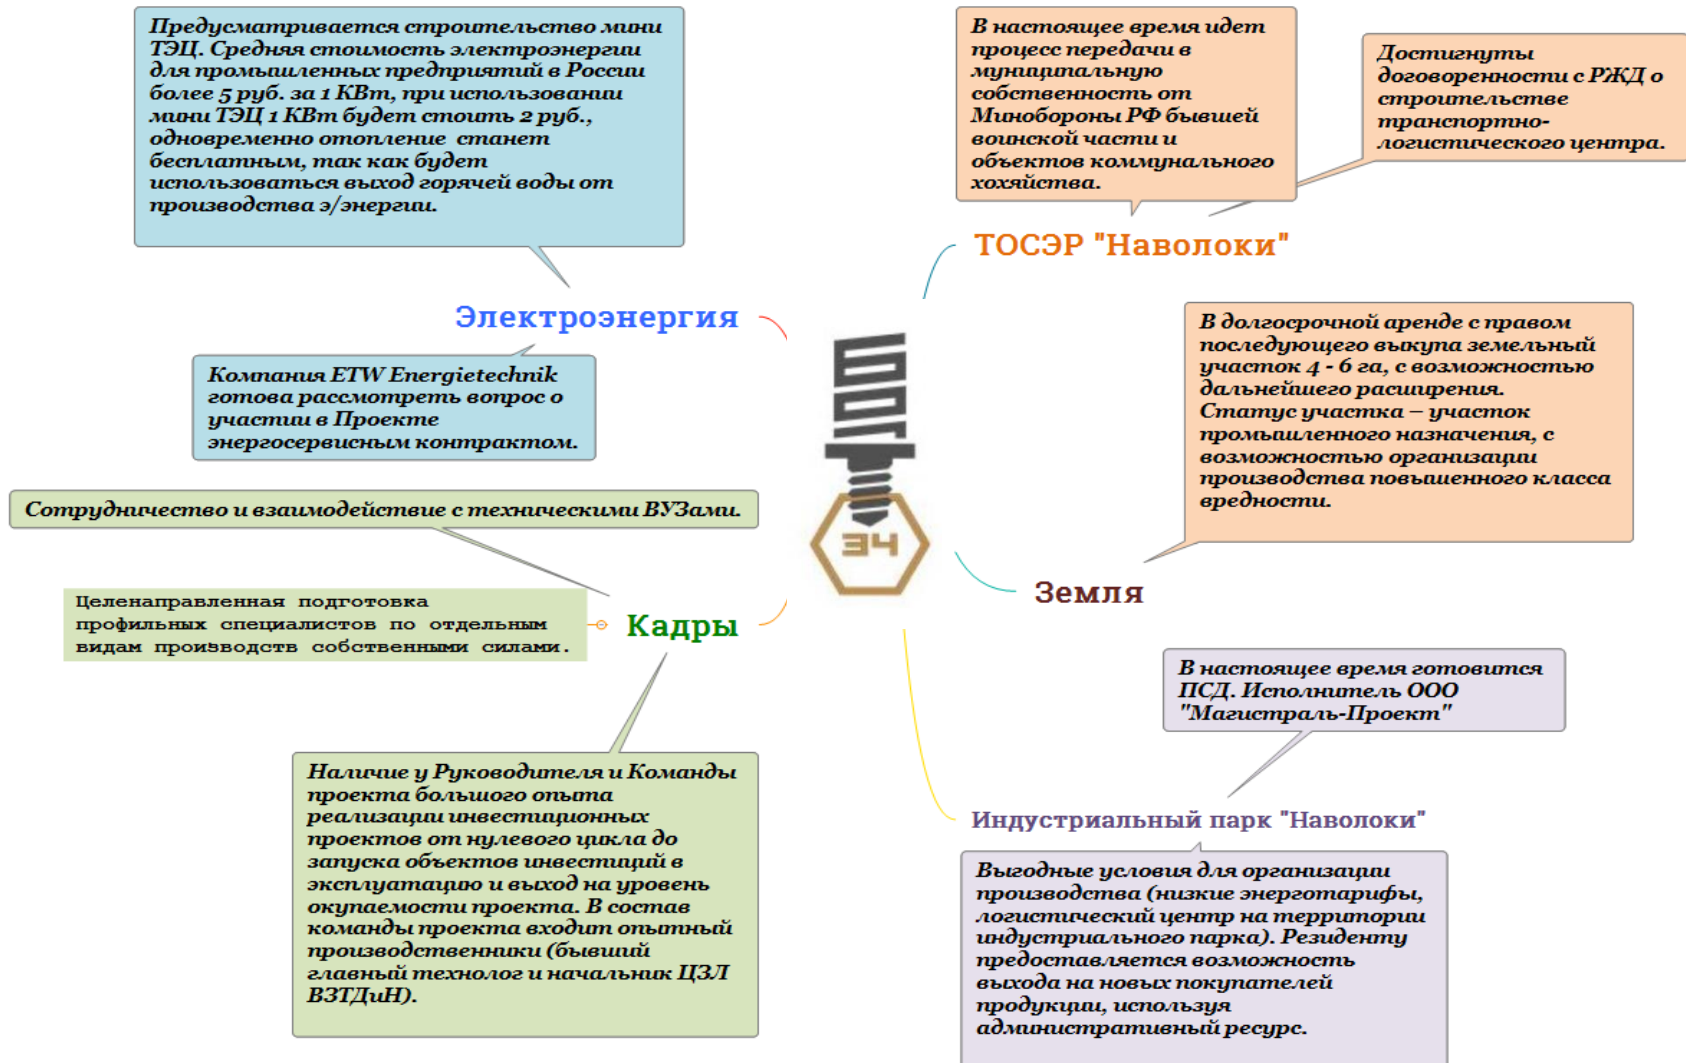 Предусматривается строительство мини
ТЭЦ. Средняя стоимость электроэнергии
для промышленных предприятий в России
более 5 руб. за 1 КВт, при использовании
мини ТЭЦ 1 КВт будет стоить 2 руб.,
одновременно отопление станет
бесплатным, так как будет
использоваться выход горячей воды от
производства э/энергии.
Электроэнергия
Компания ETW Energietechnik
готова рассмотреть вопрос о
участии в Проекте
энергосервисным контрактом.
Сотрудничество и взаимодействие с техническими ВУЗами.
Целенаправленная подготовка
профильных специалистов по отдельным
видам производств собственными силами.
Кадры
Наличие у Руководителя и Команды
проекта большого опыта
реализации инвестиционных
проектов от нулевого цикла до
запуска объектов инвестиций в
эксплуатацию и выход на уровень
окупаемости проекта. В состав
команды проекта входит опытный
производственники (бывший
главный технолог и начальник ЦЗЛ
ВЗТДиН).
БОЛТ
34
В настоящее время идет
процесс передачи в
муниципальную
собственность от
Минобороны РФ бывшей
воинской части и
объектов коммунального
хохяйства.
Достигнуты
договоренности с РЖД о
строительстве
транспортно-
логистического центра.
ТОСЭР "Наволоки"
В долгосрочной аренде с правом
последующего выкупа земельный
участок 4 - 6 га, с возможностью
дальнейшего расширения.
Статус участка – участок
промышленного назначения, с
возможностью организации
производства повышенного класса
вредности.
Земля
В настоящее время готовится
ПСД. Исполнитель ООО
"Магистраль-Проект"
Индустриальный парк "Наволоки"
Выгодные условия для организации
производства (низкие энерготарифы,
логистический центр на территории
индустриального парка). Резиденту
предоставляется возможность
выхода на новых покупателей
продукции, используя
административный ресурс.